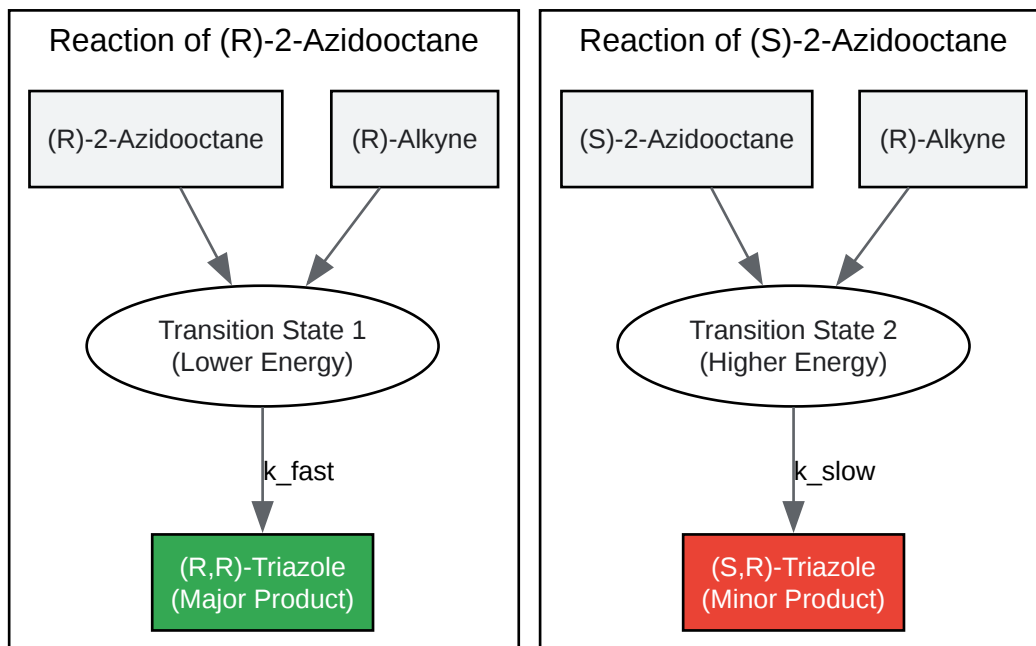 Reaction of (R)-2-Azidooctane
(R)-2-Azidooctane
(R)-Alkyne
Transition State 1
(Lower Energy)
k_fast
(R,R)-Triazole
(Major Product)
Reaction of (S)-2-Azidooctane
(S)-2-Azidooctane
(R)-Alkyne
Transition State 2
(Higher Energy)
k_slow
(S,R)-Triazole
(Minor Product)